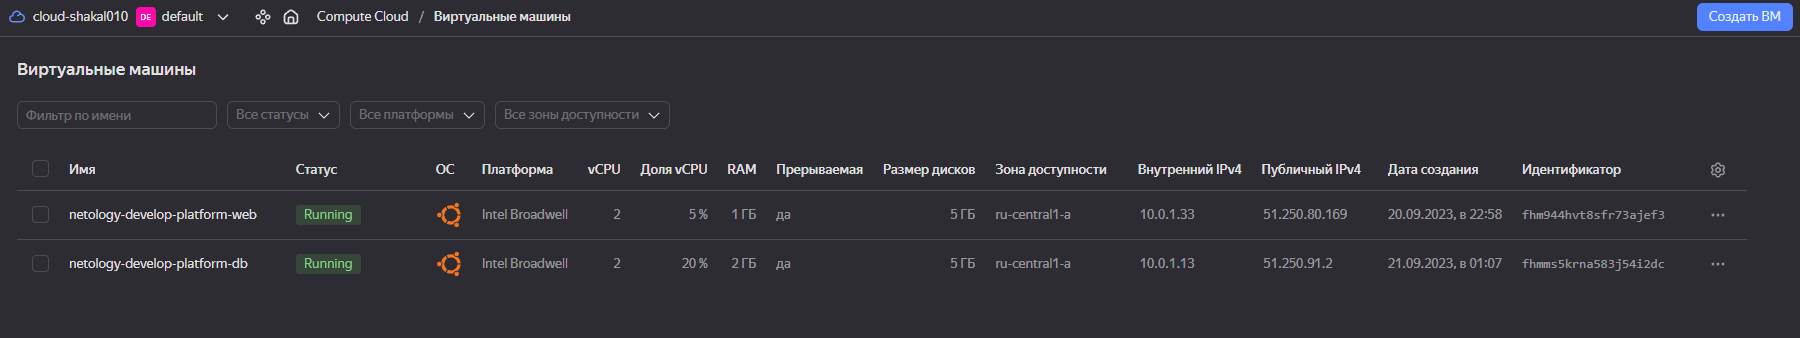 cloud-shakal010 DE default Compute Cloud / Виртуальные машины Создать ВМ
Виртуальные машины
Фильтр по имени Все статусы Все платформы Все зоны доступности
Имя Статус ОС Платформа vCPU Доля vCPU RAM Прерываемая Размер дисков Зона доступности Внутренний IPv4 Публичный IPv4 Дата создания Идентификатор
netology-develop-platform-web Running Intel Broadwell 2 5 % 1 ГБ да 5 ГБ ru-central1-a 10.0.1.33 51.250.80.169 20.09.2023, в 22:58 fhm944hvt8sfr73ajef3
netology-develop-platform-db Running Intel Broadwell 2 20 % 2 ГБ да 5 ГБ ru-central1-a 10.0.1.13 51.250.91.2 21.09.2023, в 01:07 fhmms5krna583j54i2dc